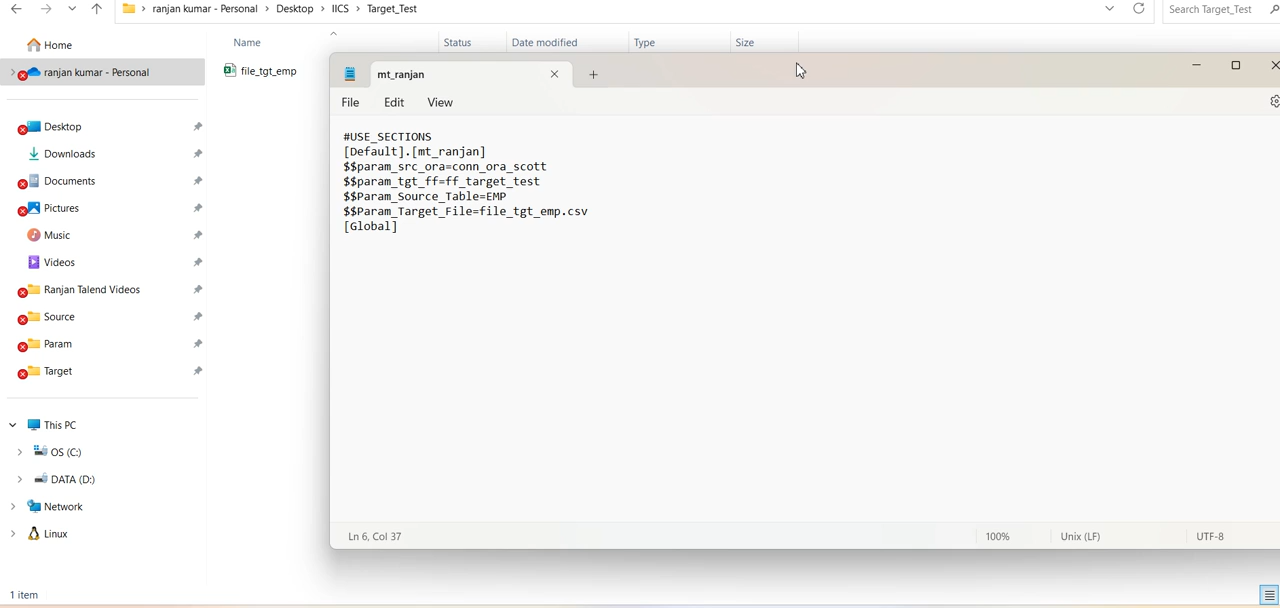 ranjan kumar - Personal > Desktop > IICS > Target_Test
Search Target_Test
Home
ranjan kumar - Personal
Desktop
Downloads
Documents
Pictures
Music
Videos
Ranjan Talend Videos
Source
Param
Target
This PC
OS (C:)
DATA (D:)
Network
Linux
1 item
Name Status Date modified Type Size
file_tgt_emp
mt_ranjan
File Edit View
#USE_SECTIONS
[Default].[mt_ranjan]
$$param_src_ora=conn_ora_scott
$$param_tgt_ff=ff_target_test
$$Param_Source_Table=EMP
$$Param_Target_File=file_tgt_emp.csv
[Global]
Ln 6, Col 37 100% Unix (LF) UTF-8